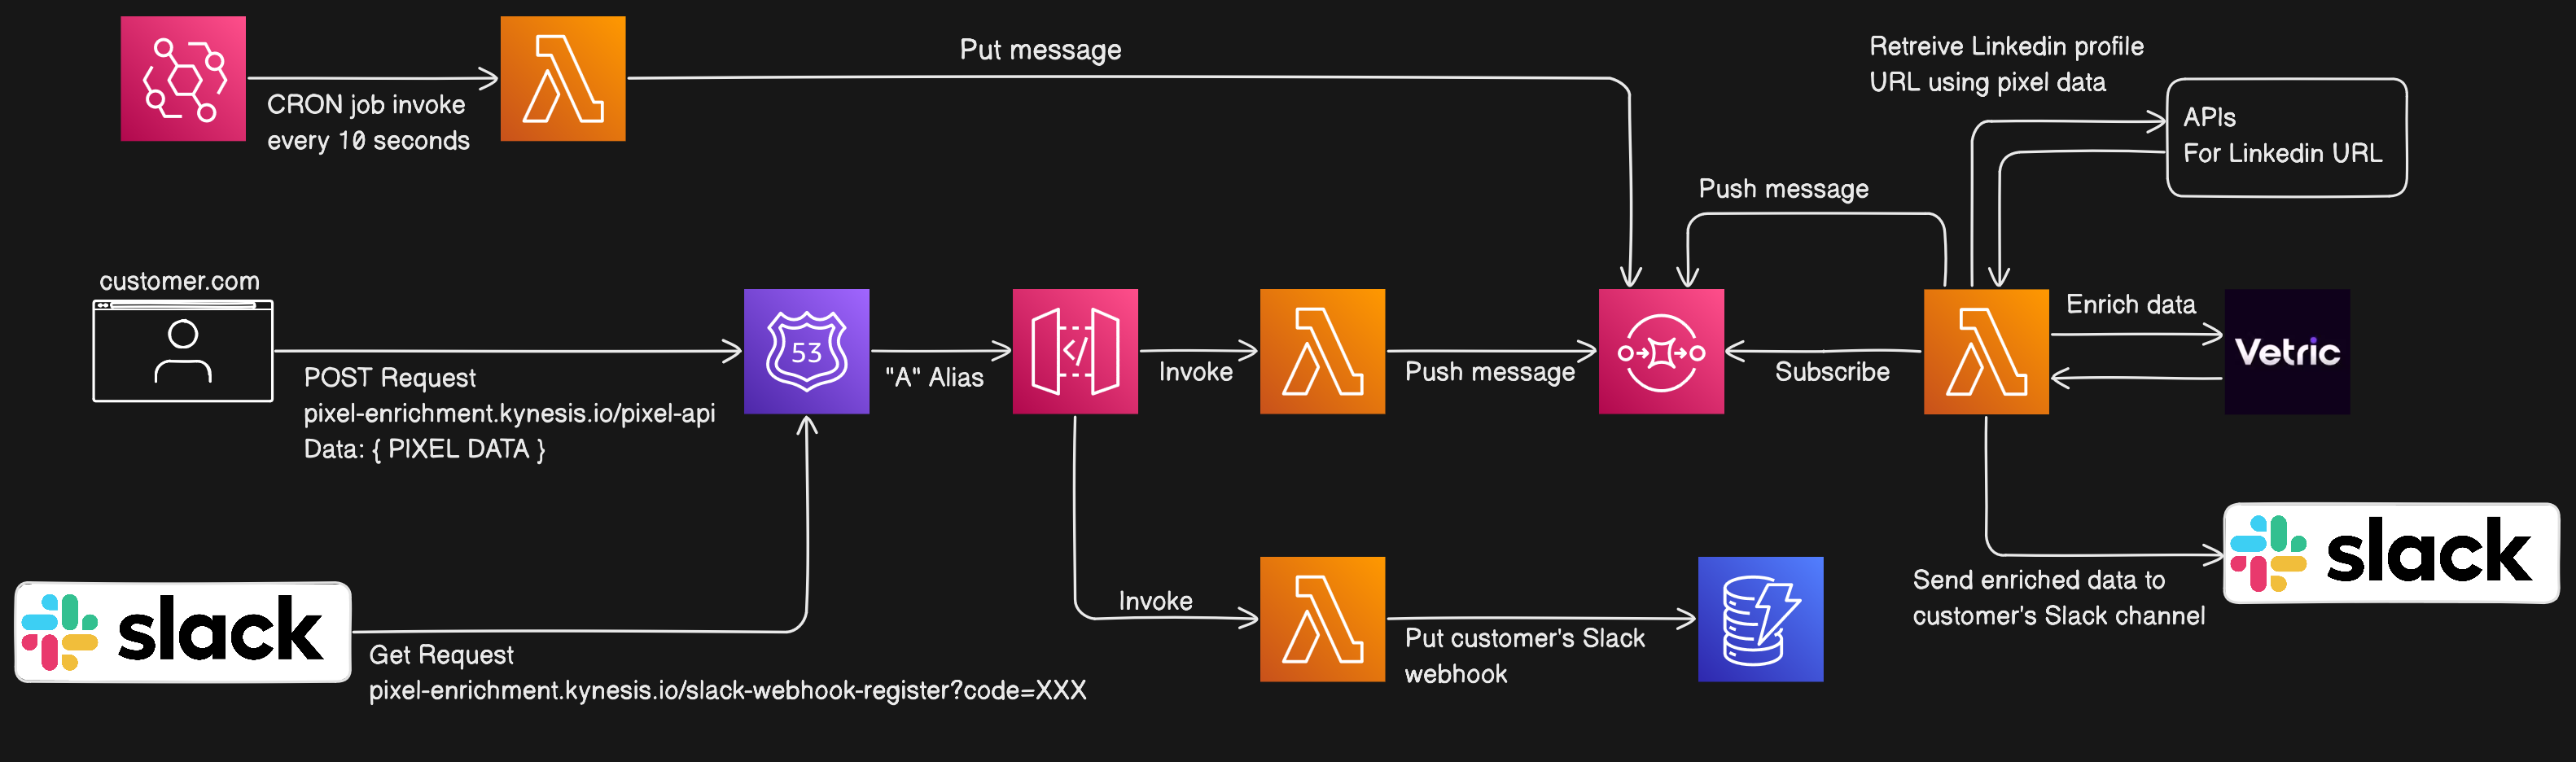 Put message
Retreive Linkedin profile
URL using pixel data
CRON job invoke
every 10 seconds
APIs
For Linkedin URL
Push message
customer.com
53
Enrich data
Vetric
"A" Alias
Invoke
Push message
Subscribe
POST Request
pixel-enrichment.kynesis.io/pixel-api
Data: { PIXEL DATA }
slack
Send enriched data to
customer's Slack channel
slack
Invoke
Put customer's Slack
webhook
Get Request
pixel-enrichment.kynesis.io/slack-webhook-register?code=XXX